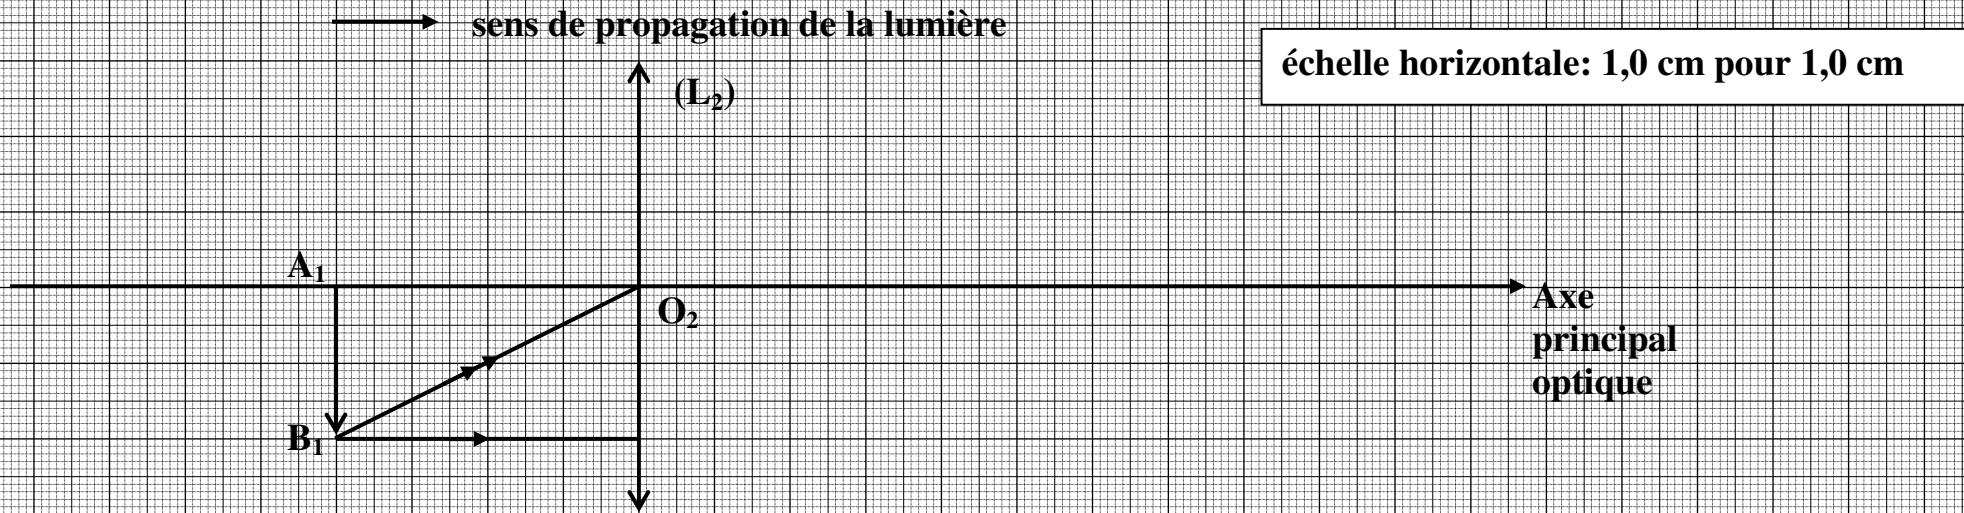 sens de propagation de la lumière
échelle horizontale: 1,0 cm pour 1,0 cm
(L₂)
A₁
O₂
Axe
principal
optique
B₁